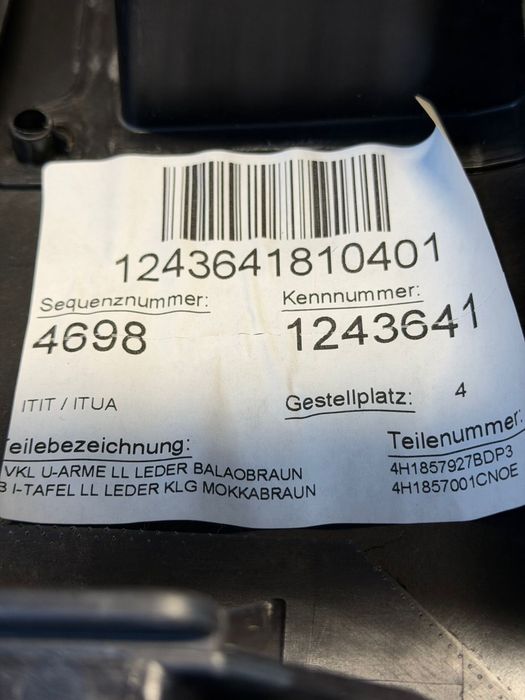 1243641810401
Sequenznummer: Kennnummer:
4698 1243641
ITIT / ITUA Gestellplatz: 4
eilebezeichnung: Teilenummer:
VKL U-ARME LL LEDER BALAOBRAUN 4H1857927BDP3
I-TAFEL LL LEDER KLG MOKKABRAUN 4H1857001CNOE